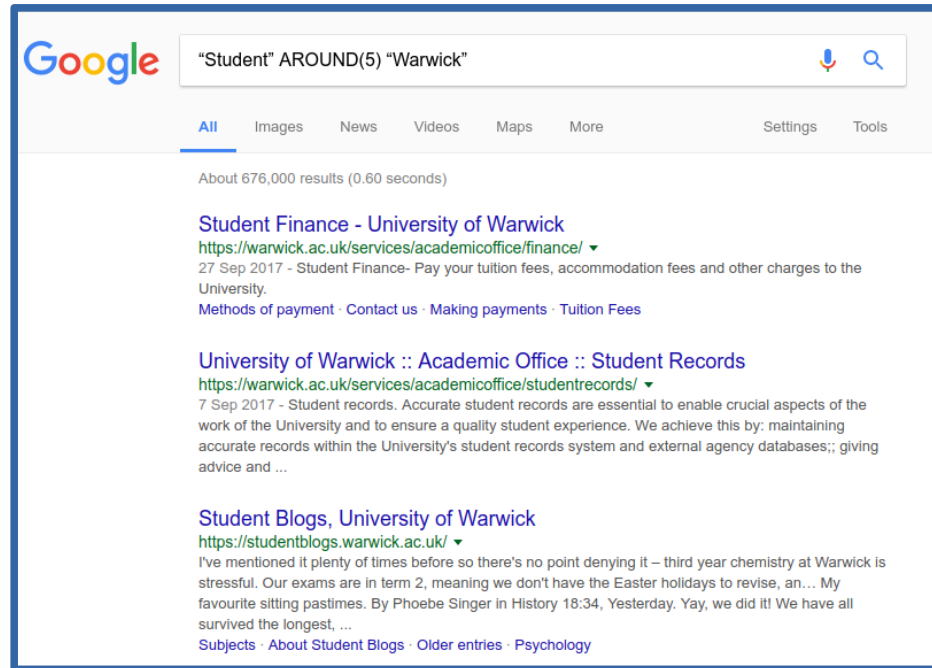 Google
“Student” AROUND(5) “Warwick”
All Images News Videos Maps More Settings Tools
About 676,000 results (0.60 seconds)
Student Finance - University of Warwick
https://warwick.ac.uk/services/academicoffice/finance/
27 Sep 2017 - Student Finance- Pay your tuition fees, accommodation fees and other charges to the
University.
Methods of payment · Contact us · Making payments · Tuition Fees
University of Warwick :: Academic Office :: Student Records
https://warwick.ac.uk/services/academicoffice/studentrecords/
7 Sep 2017 - Student records. Accurate student records are essential to enable crucial aspects of the
work of the University and to ensure a quality student experience. We achieve this by: maintaining
accurate records within the University's student records system and external agency databases;; giving
advice and ...
Student Blogs, University of Warwick
https://studentblogs.warwick.ac.uk/
I've mentioned it plenty of times before so there's no point denying it – third year chemistry at Warwick is
stressful. Our exams are in term 2, meaning we don't have the Easter holidays to revise, an… My
favourite sitting pastimes. By Phoebe Singer in History 18:34, Yesterday. Yay, we did it! We have all
survived the longest, ...
Subjects · About Student Blogs · Older entries · Psychology